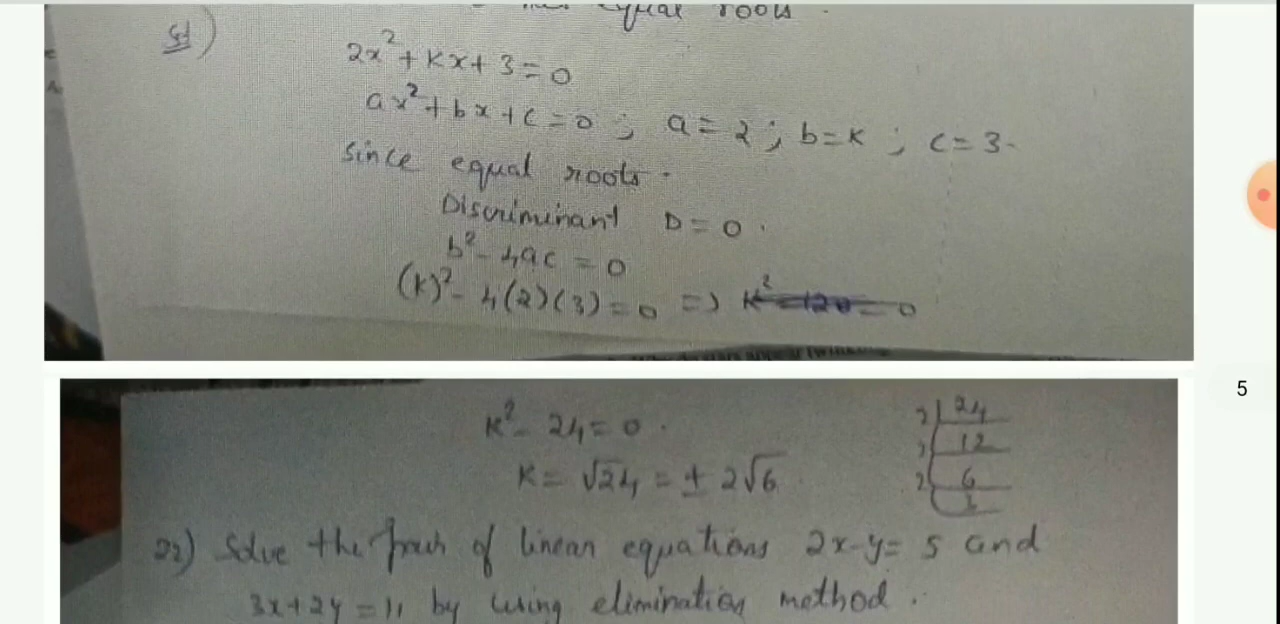 equal roots.
Sol)
2x² + Kx + 3 = 0
ax² + bx + c = 0 ; a = 2 ; b = K ; c = 3.
since equal roots.
Discriminant D = 0.
b² - 4ac = 0
(K)² - 4(2)(3) = 0 =>
5
K² - 24 = 0.
K = √24 = ± 2√6
2 24
12
2 6
3
22) Solve the of linear equations 2x-y = 5 and
3x+2y = 11 by using elimination method.